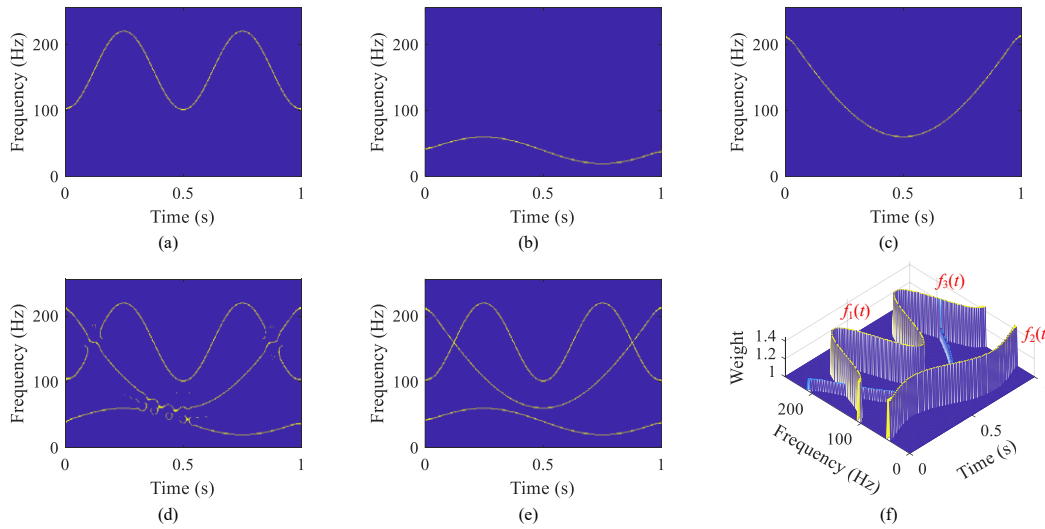 Frequency (Hz)
200
100
0
0
0.5
1
Time (s)
(a)
Frequency (Hz)
200
100
0
0
0.5
1
Time (s)
(b)
Frequency (Hz)
200
100
0
0
0.5
1
Time (s)
(c)
Frequency (Hz)
200
100
0
0
0.5
1
Time (s)
(d)
Frequency (Hz)
200
100
0
0
0.5
1
Time (s)
(e)
f3(t)
f1(t)
f2(t
Weight
1.4
1.2
1
200
100
0
Frequency (Hz)
0
0.5
1
Time (s)
(f)